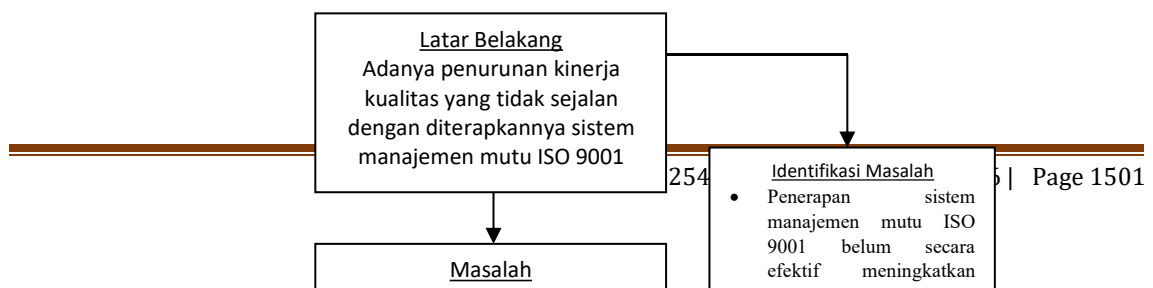 Latar Belakang
Adanya penurunan kinerja
kualitas yang tidak sejalan
dengan diterapkannya sistem
manajemen mutu ISO 9001
254
| Page 1501
Identifikasi Masalah
• Penerapan sistem
manajemen mutu ISO
9001 belum secara
efektif meningkatkan
Masalah